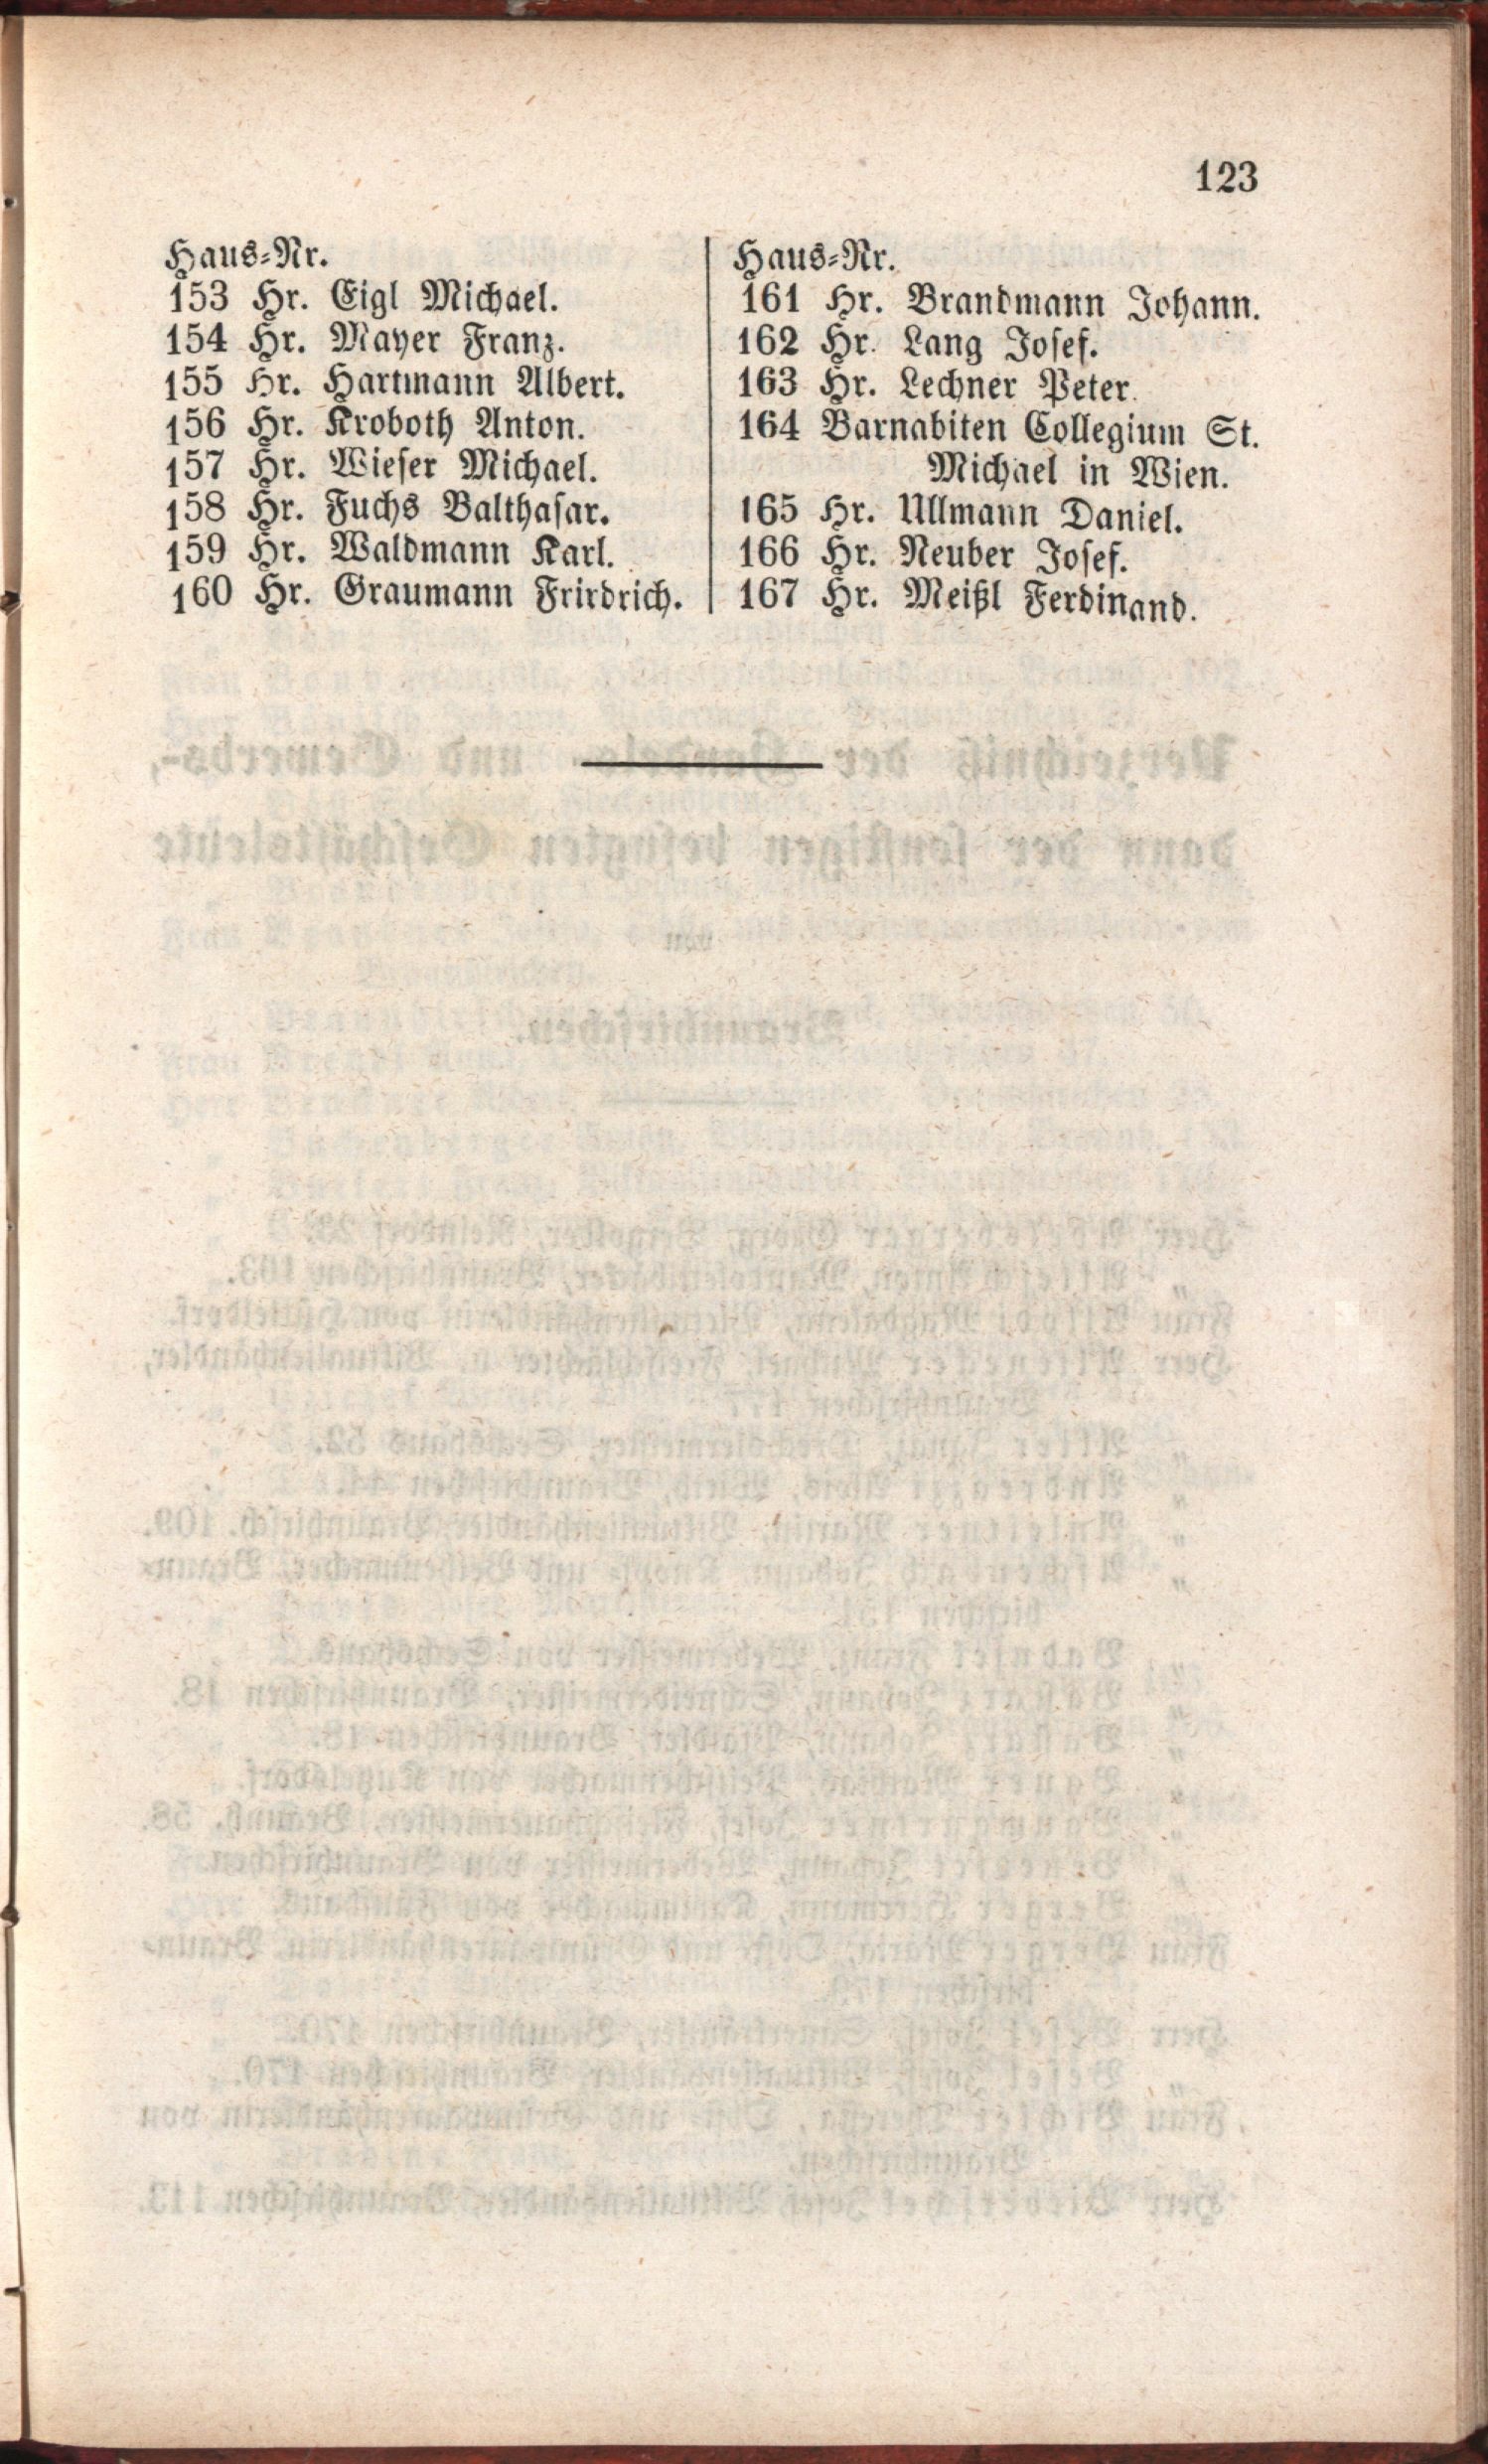 123
Haus-Nr.
153 Hr. Eigl Michael.
154 Hr. Mayer Franz.
155 Hr. Hartmann Albert.
156 Hr. Kroboth Anton.
157 Hr. Wieser Michael.
158 Hr. Fuchs Balthasar.
159 Hr. Waldmann Karl.
160 Hr. Graumann Frirdrich.
Haus-Nr.
161 Hr. Brandmann Johann.
162 Hr. Lang Josef.
163 Hr. Lechner Peter.
164 Barnabiten Collegium St.
Michael in Wien.
165 Hr. Ullmann Daniel.
166 Hr. Neuber Josef.
167 Hr. Meißl Ferdinand.